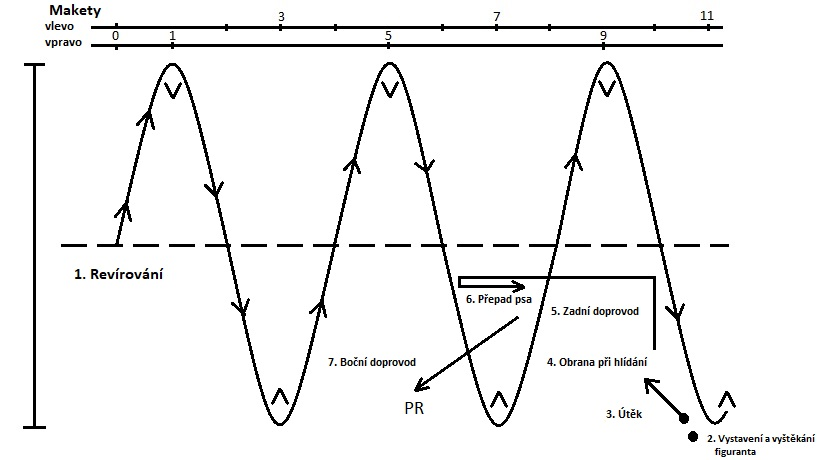 Makety
vlevo 3 7 11
vpravo 0 1 5 9
1. Revírování
6. Přepad psa
5. Zadní doprovod
7. Boční doprovod
4. Obrana při hlídání
PR
3. Útěk
2. Vystavení a vyštěkání
figuranta